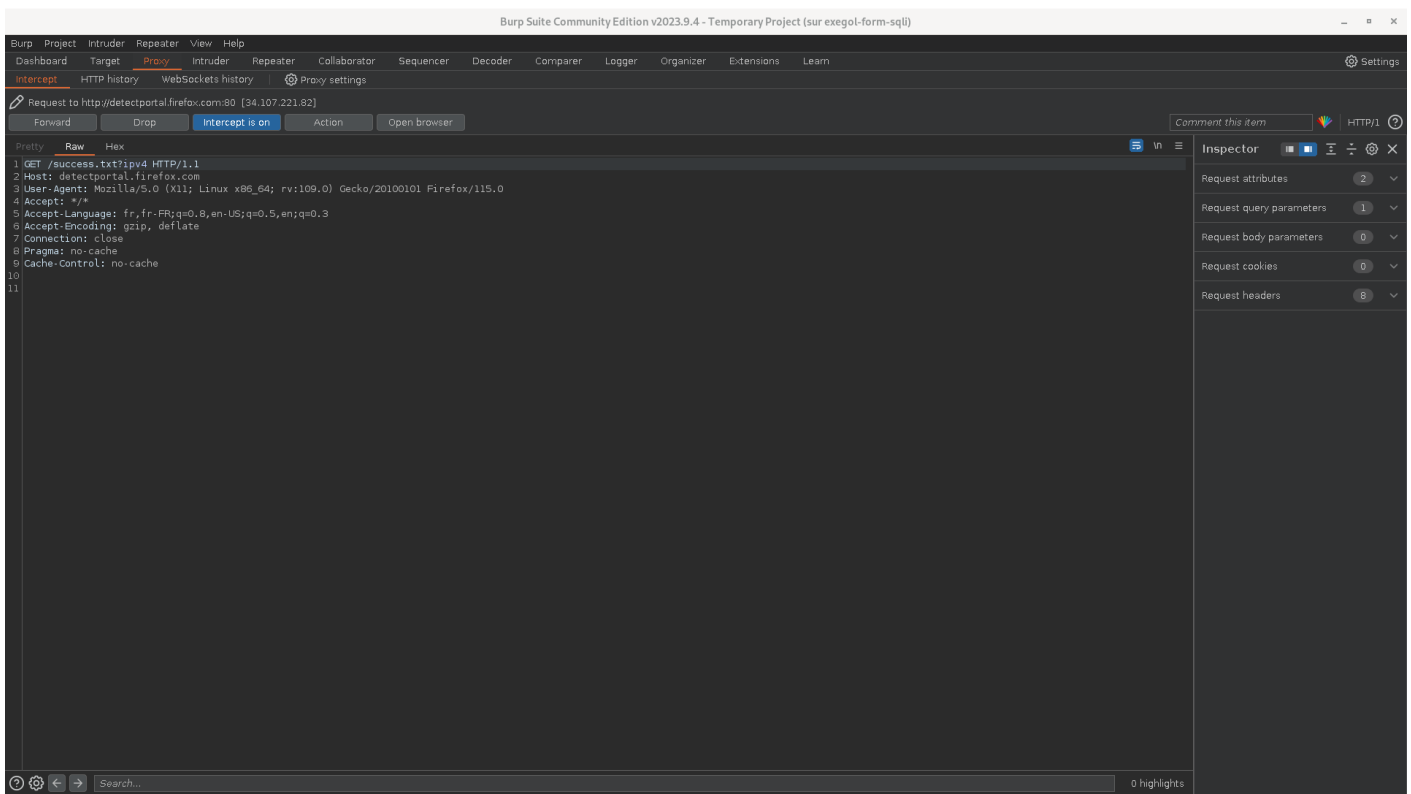 Burp Suite Community Edition v2023.9.4 - Temporary Project (sur exegol-form-sqli)
Burp Project Intruder Repeater View Help
Dashboard Target Proxy Intruder Repeater Collaborator Sequencer Decoder Comparer Logger Organizer Extensions Learn Settings
Intercept HTTP history WebSockets history Proxy settings
Request to http://detectportal.firefox.com:80 [34.107.221.82]
Forward Drop Intercept is on Action Open browser Comment this item HTTP/1 ?
Pretty Raw Hex \n Inspector
1 GET /success.txt?ipv4 HTTP/1.1
2 Host: detectportal.firefox.com
3 User-Agent: Mozilla/5.0 (X11; Linux x86_64; rv:109.0) Gecko/20100101 Firefox/115.0
4 Accept: */*
5 Accept-Language: fr,fr-FR;q=0.8,en-US;q=0.5,en;q=0.3
6 Accept-Encoding: gzip, deflate
7 Connection: close
8 Pragma: no-cache
9 Cache-Control: no-cache
10
11
Request attributes 2
Request query parameters 1
Request body parameters 0
Request cookies 0
Request headers 8
? Search... 0 highlights